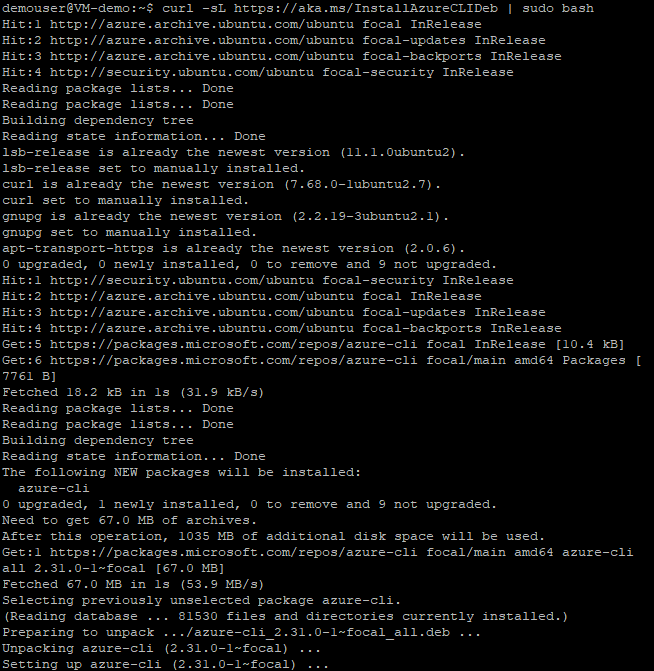 demouser@VM-demo:~$ curl -sL https://aka.ms/InstallAzureCLIDeb | sudo bash
Hit:1 http://azure.archive.ubuntu.com/ubuntu focal InRelease
Hit:2 http://azure.archive.ubuntu.com/ubuntu focal-updates InRelease
Hit:3 http://azure.archive.ubuntu.com/ubuntu focal-backports InRelease
Hit:4 http://security.ubuntu.com/ubuntu focal-security InRelease
Reading package lists... Done
Reading package lists... Done
Building dependency tree
Reading state information... Done
lsb-release is already the newest version (11.1.0ubuntu2).
lsb-release set to manually installed.
curl is already the newest version (7.68.0-1ubuntu2.7).
curl set to manually installed.
gnupg is already the newest version (2.2.19-3ubuntu2.1).
gnupg set to manually installed.
apt-transport-https is already the newest version (2.0.6).
0 upgraded, 0 newly installed, 0 to remove and 9 not upgraded.
Hit:1 http://security.ubuntu.com/ubuntu focal-security InRelease
Hit:2 http://azure.archive.ubuntu.com/ubuntu focal InRelease
Hit:3 http://azure.archive.ubuntu.com/ubuntu focal-updates InRelease
Hit:4 http://azure.archive.ubuntu.com/ubuntu focal-backports InRelease
Get:5 https://packages.microsoft.com/repos/azure-cli focal InRelease [10.4 kB]
Get:6 https://packages.microsoft.com/repos/azure-cli focal/main amd64 Packages [
7761 B]
Fetched 18.2 kB in 1s (31.9 kB/s)
Reading package lists... Done
Reading package lists... Done
Building dependency tree
Reading state information... Done
The following NEW packages will be installed:
  azure-cli
0 upgraded, 1 newly installed, 0 to remove and 9 not upgraded.
Need to get 67.0 MB of archives.
After this operation, 1035 MB of additional disk space will be used.
Get:1 https://packages.microsoft.com/repos/azure-cli focal/main amd64 azure-cli
all 2.31.0-1~focal [67.0 MB]
Fetched 67.0 MB in 1s (53.9 MB/s)
Selecting previously unselected package azure-cli.
(Reading database ... 81530 files and directories currently installed.)
Preparing to unpack .../azure-cli_2.31.0-1~focal_all.deb ...
Unpacking azure-cli (2.31.0-1~focal) ...
Setting up azure-cli (2.31.0-1~focal) ...